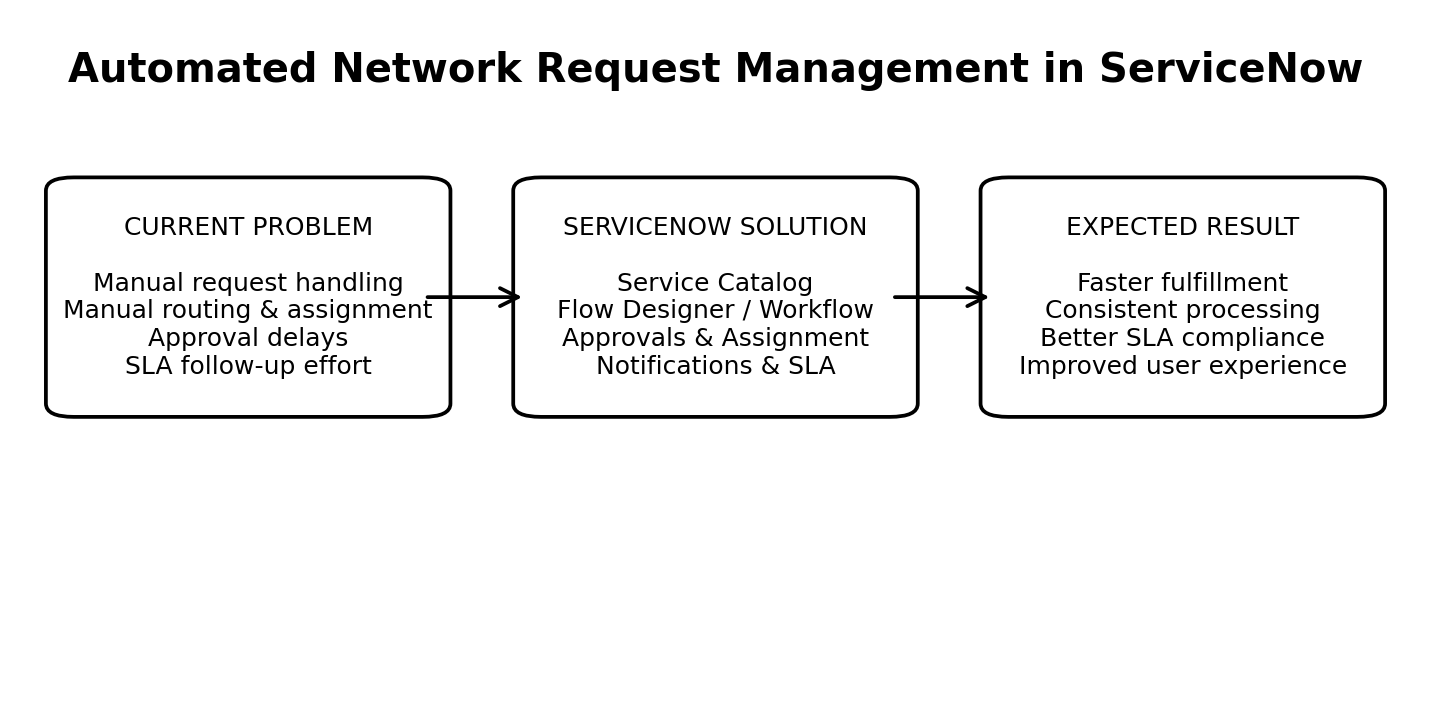 Automated Network Request Management in ServiceNow
CURRENT PROBLEM
Manual request handling
Manual routing & assignment
Approval delays
SLA follow-up effort
SERVICENOW SOLUTION
Service Catalog
Flow Designer / Workflow
Approvals & Assignment
Notifications & SLA
EXPECTED RESULT
Faster fulfillment
Consistent processing
Better SLA compliance
Improved user experience